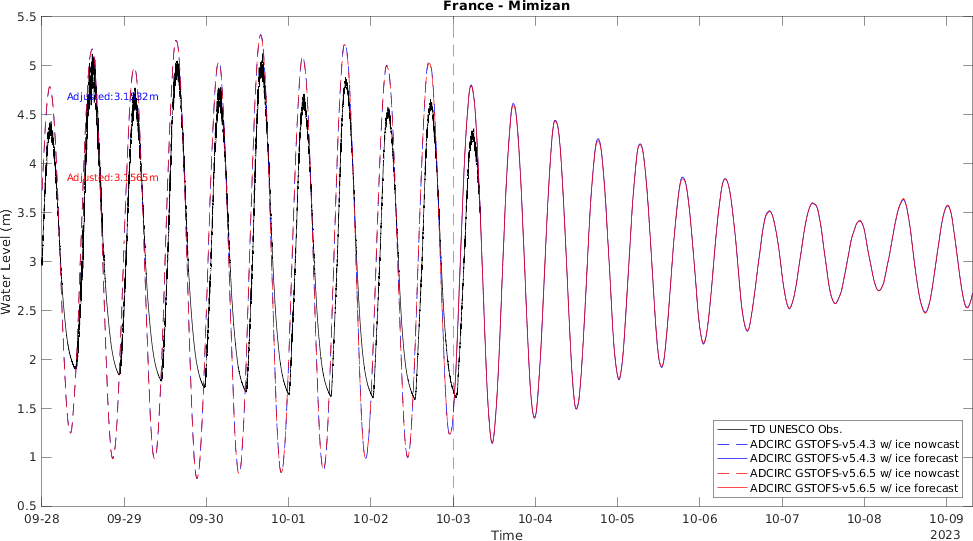 France - Mimizan
5.5
5
4.5
4
3.5
3
2.5
2
1.5
1
0.5
Water Level (m)
Adjusted:3.1232m
Adjusted:3.1565m
TD UNESCO Obs.
ADCIRC GSTOFS-v5.4.3 w/ ice nowcast
ADCIRC GSTOFS-v5.4.3 w/ ice forecast
ADCIRC GSTOFS-v5.6.5 w/ ice nowcast
ADCIRC GSTOFS-v5.6.5 w/ ice forecast
09-28 09-29 09-30 10-01 10-02 10-03 10-04 10-05 10-06 10-07 10-08 10-09
2023
Time